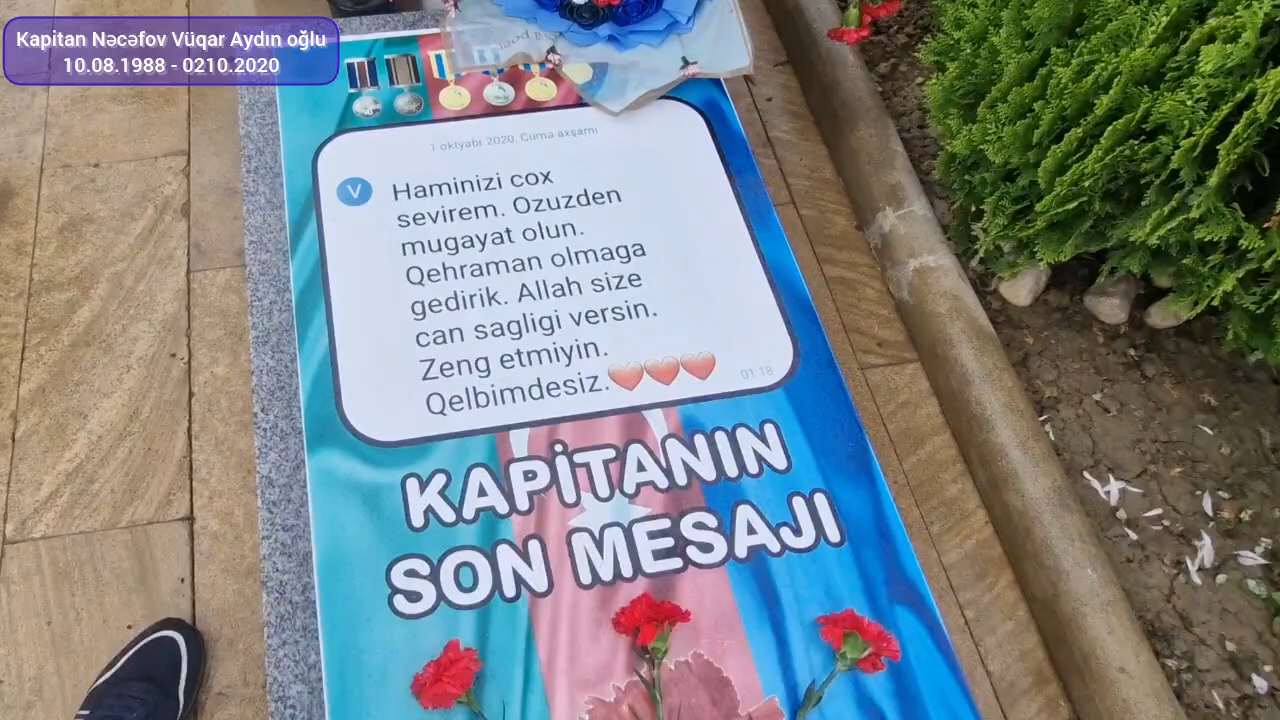 Kapitan Nəcəfov Vüqar Aydın oğlu
10.08.1988 - 0210.2020
1 oktyabr 2020, Cümə axşamı
V
Haminizi cox
sevirem. Ozuzden
mugayat olun.
Qehraman olmaga
gedirik. Allah size
can sagligi versin.
Zeng etmiyin.
Qelbimdesiz.❤️❤️❤️
01:18
KAPİTANIN
SON MESAJI